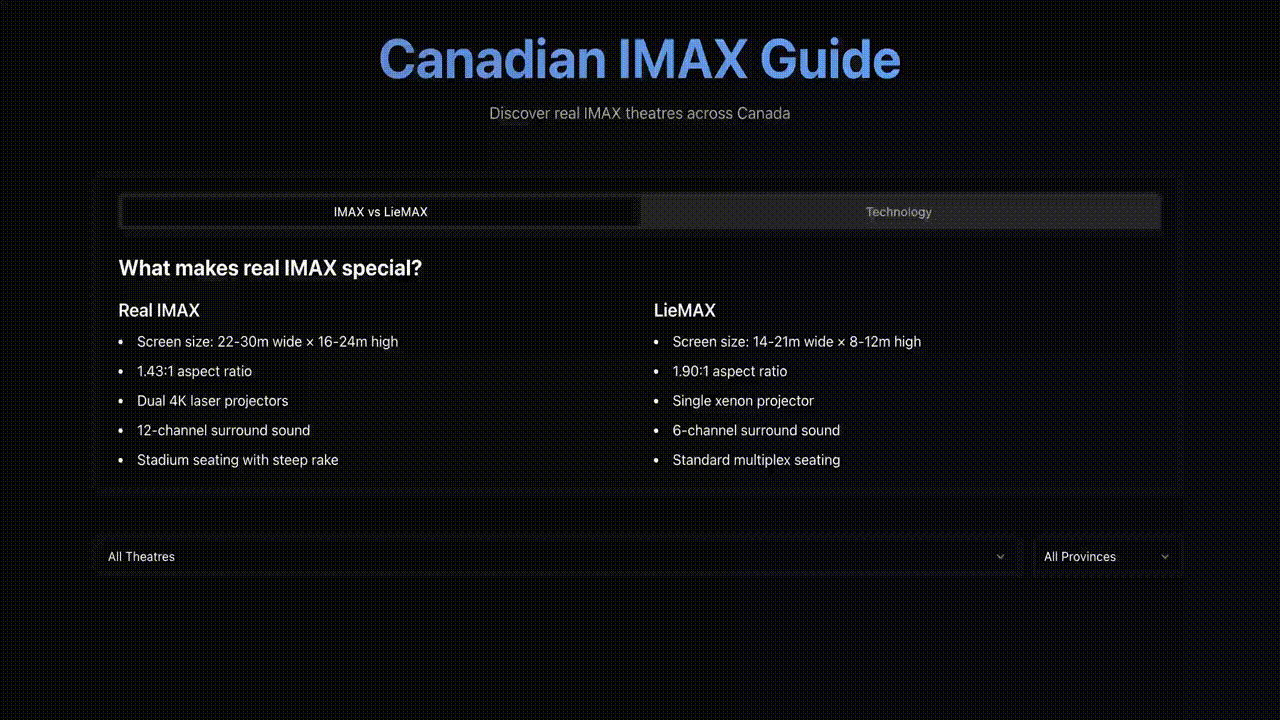 Canadian IMAX Guide
Discover real IMAX theatres across Canada
IMAX vs LieMAX
Technology
What makes real IMAX special?
Real IMAX
• Screen size: 22-30m wide × 16-24m high
• 1.43:1 aspect ratio
• Dual 4K laser projectors
• 12-channel surround sound
• Stadium seating with steep rake
LieMAX
• Screen size: 14-21m wide × 8-12m high
• 1.90:1 aspect ratio
• Single xenon projector
• 6-channel surround sound
• Standard multiplex seating
All Theatres
All Provinces